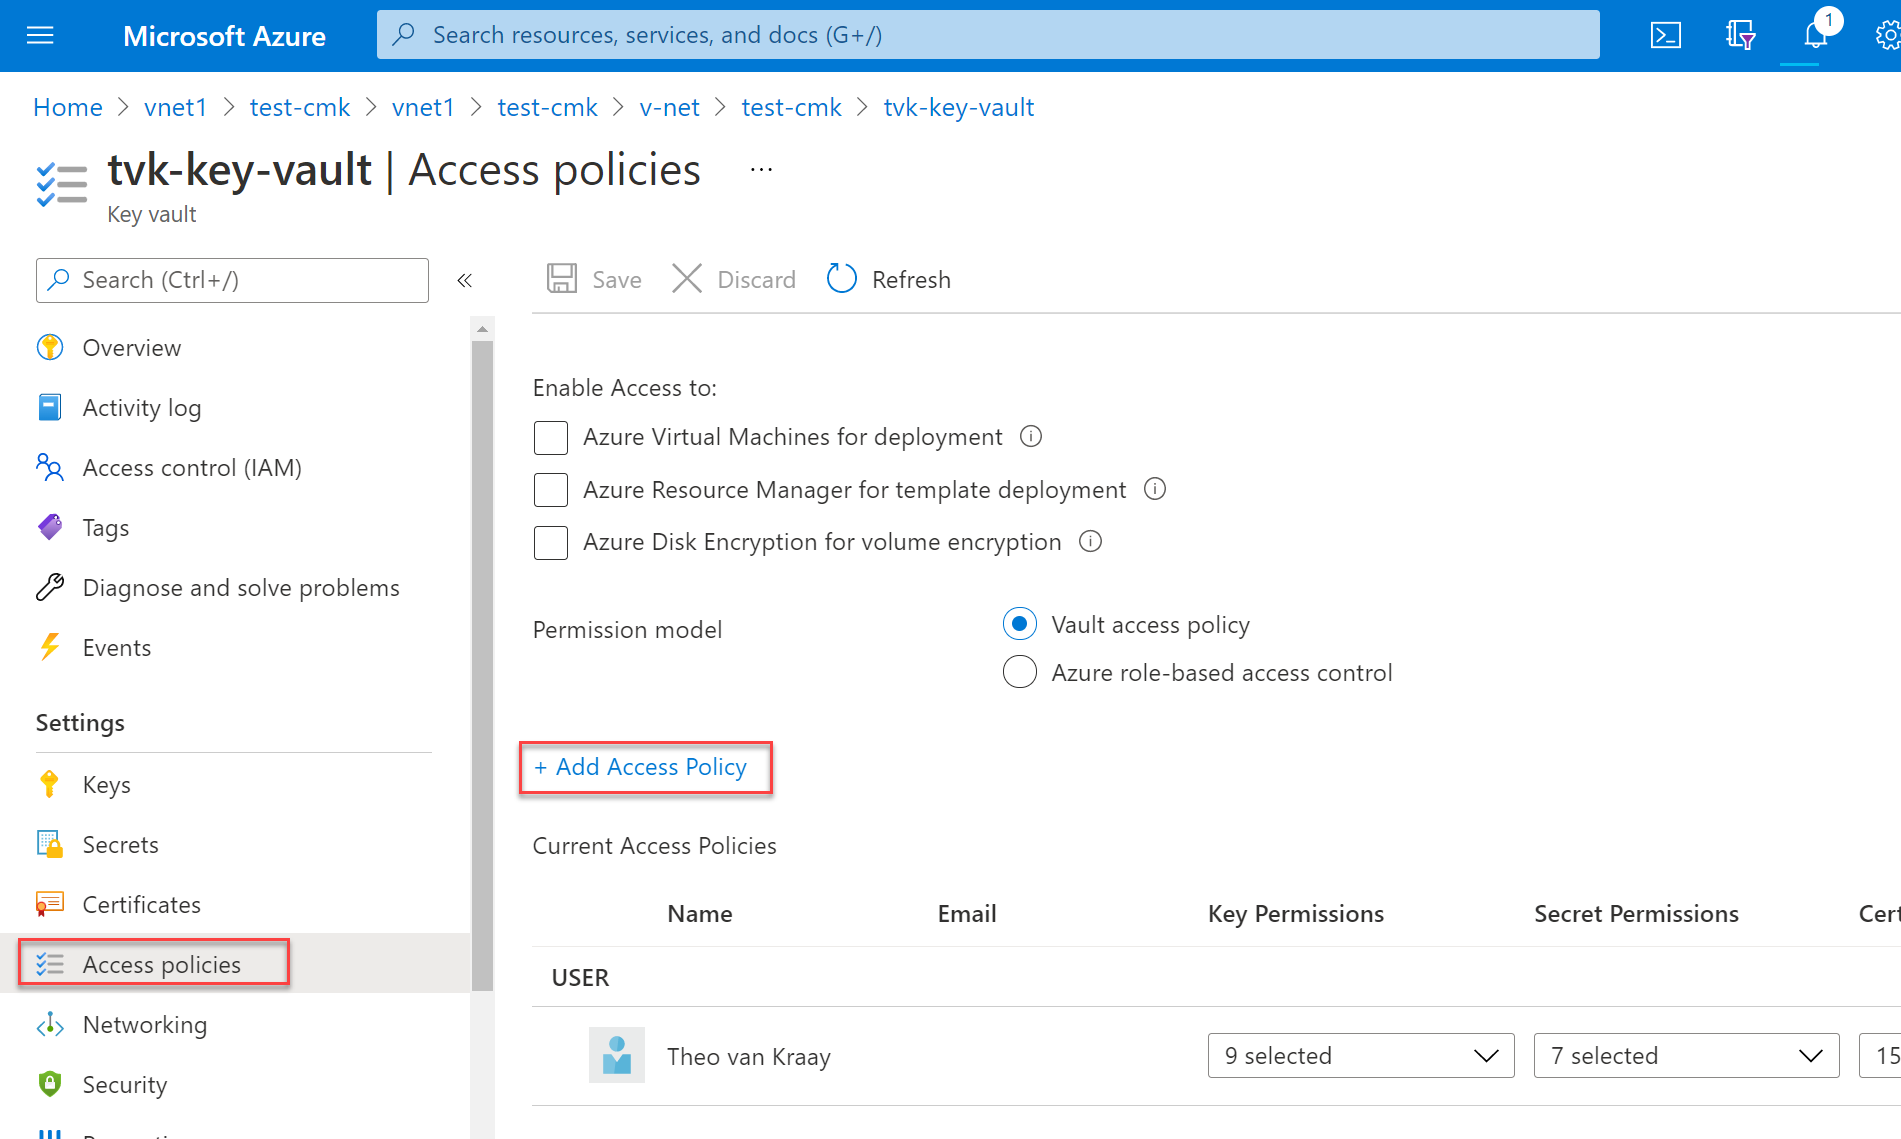 Microsoft Azure
Search resources, services, and docs (G+/)
1
Home > vnet1 > test-cmk > vnet1 > test-cmk > v-net > test-cmk > tvk-key-vault
tvk-key-vault | Access policies ...
Key vault
Search (Ctrl+/)
«
Save
Discard
Refresh
Overview
Activity log
Access control (IAM)
Tags
Diagnose and solve problems
Events
Settings
Keys
Secrets
Certificates
Access policies
Networking
Security
Enable Access to:
Azure Virtual Machines for deployment
Azure Resource Manager for template deployment
Azure Disk Encryption for volume encryption
Permission model
Vault access policy
Azure role-based access control
+ Add Access Policy
Current Access Policies
Name Email Key Permissions Secret Permissions Cert
USER
Theo van Kraay 9 selected 7 selected 15